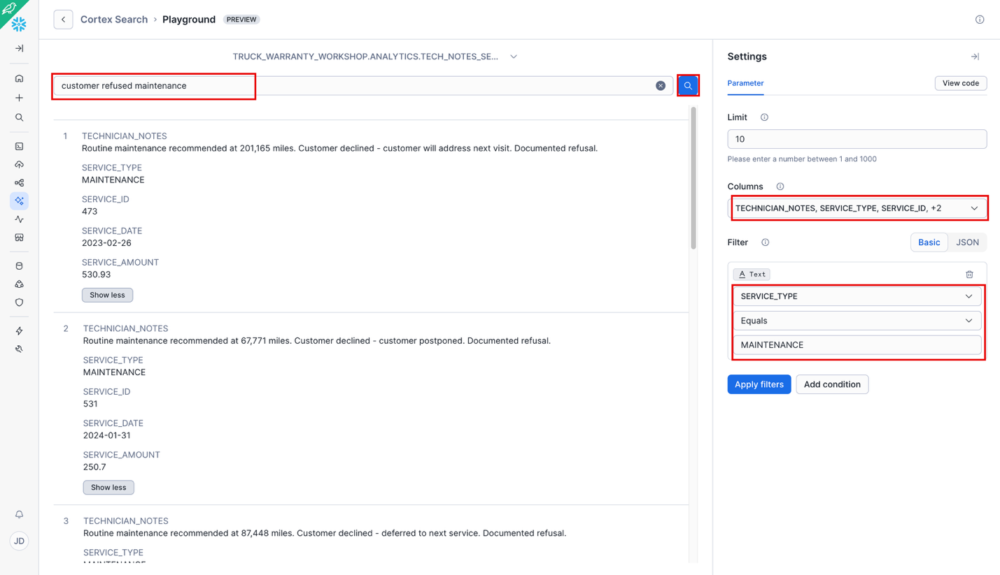 Cortex Search › Playground PREVIEW
TRUCK_WARRANTY_WORKSHOP.ANALYTICS.TECH_NOTES_SE...
customer refused maintenance
1 TECHNICIAN_NOTES
Routine maintenance recommended at 201,165 miles. Customer declined - customer will address next visit. Documented refusal.
SERVICE_TYPE
MAINTENANCE
SERVICE_ID
473
SERVICE_DATE
2023-02-26
SERVICE_AMOUNT
530.93
Show less
2 TECHNICIAN_NOTES
Routine maintenance recommended at 67,771 miles. Customer declined - customer postponed. Documented refusal.
SERVICE_TYPE
MAINTENANCE
SERVICE_ID
531
SERVICE_DATE
2024-01-31
SERVICE_AMOUNT
250.7
Show less
3 TECHNICIAN_NOTES
Routine maintenance recommended at 87,448 miles. Customer declined - deferred to next service. Documented refusal.
SERVICE_TYPE
MAINTENANCE
Settings
Parameter View code
Limit
10
Please enter a number between 1 and 1000
Columns
TECHNICIAN_NOTES, SERVICE_TYPE, SERVICE_ID, +2
Filter Basic JSON
A Text
SERVICE_TYPE
Equals
MAINTENANCE
Apply filters Add condition
JD